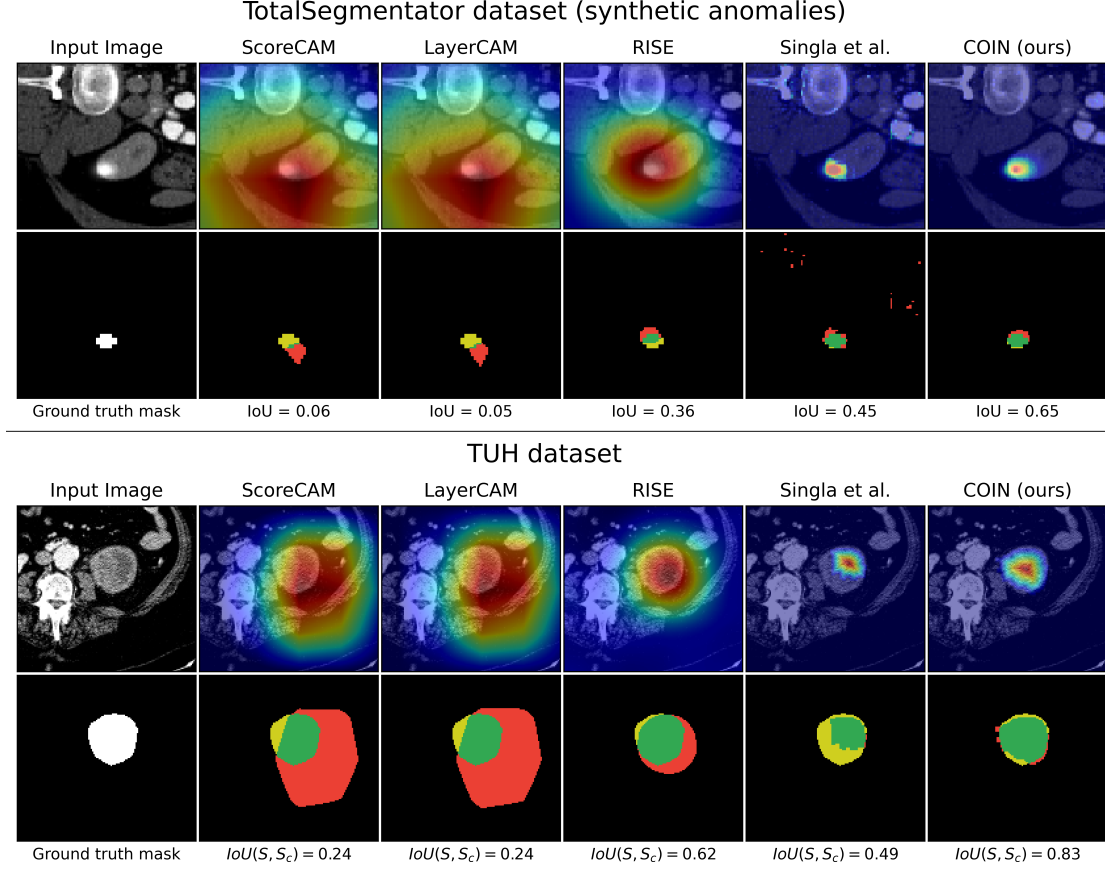 TotalSegmentator dataset (synthetic anomalies)
Input Image ScoreCAM LayerCAM RISE Singla et al. COIN (ours)
Ground truth mask IoU = 0.06 IoU = 0.05 IoU = 0.36 IoU = 0.45 IoU = 0.65
TUH dataset
Input Image ScoreCAM LayerCAM RISE Singla et al. COIN (ours)
Ground truth mask IoU(S, S_c) = 0.24 IoU(S, S_c) = 0.24 IoU(S, S_c) = 0.62 IoU(S, S_c) = 0.49 IoU(S, S_c) = 0.83